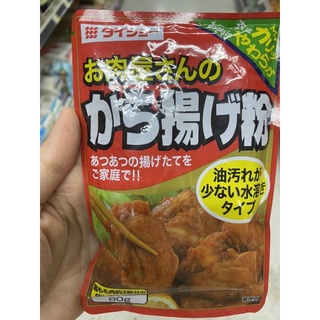 ダイショー
お肉屋さんの
から揚げ粉
あつあつの揚げたてを
ご家庭で!!
油汚れが
少ない水溶き
タイプ
80g